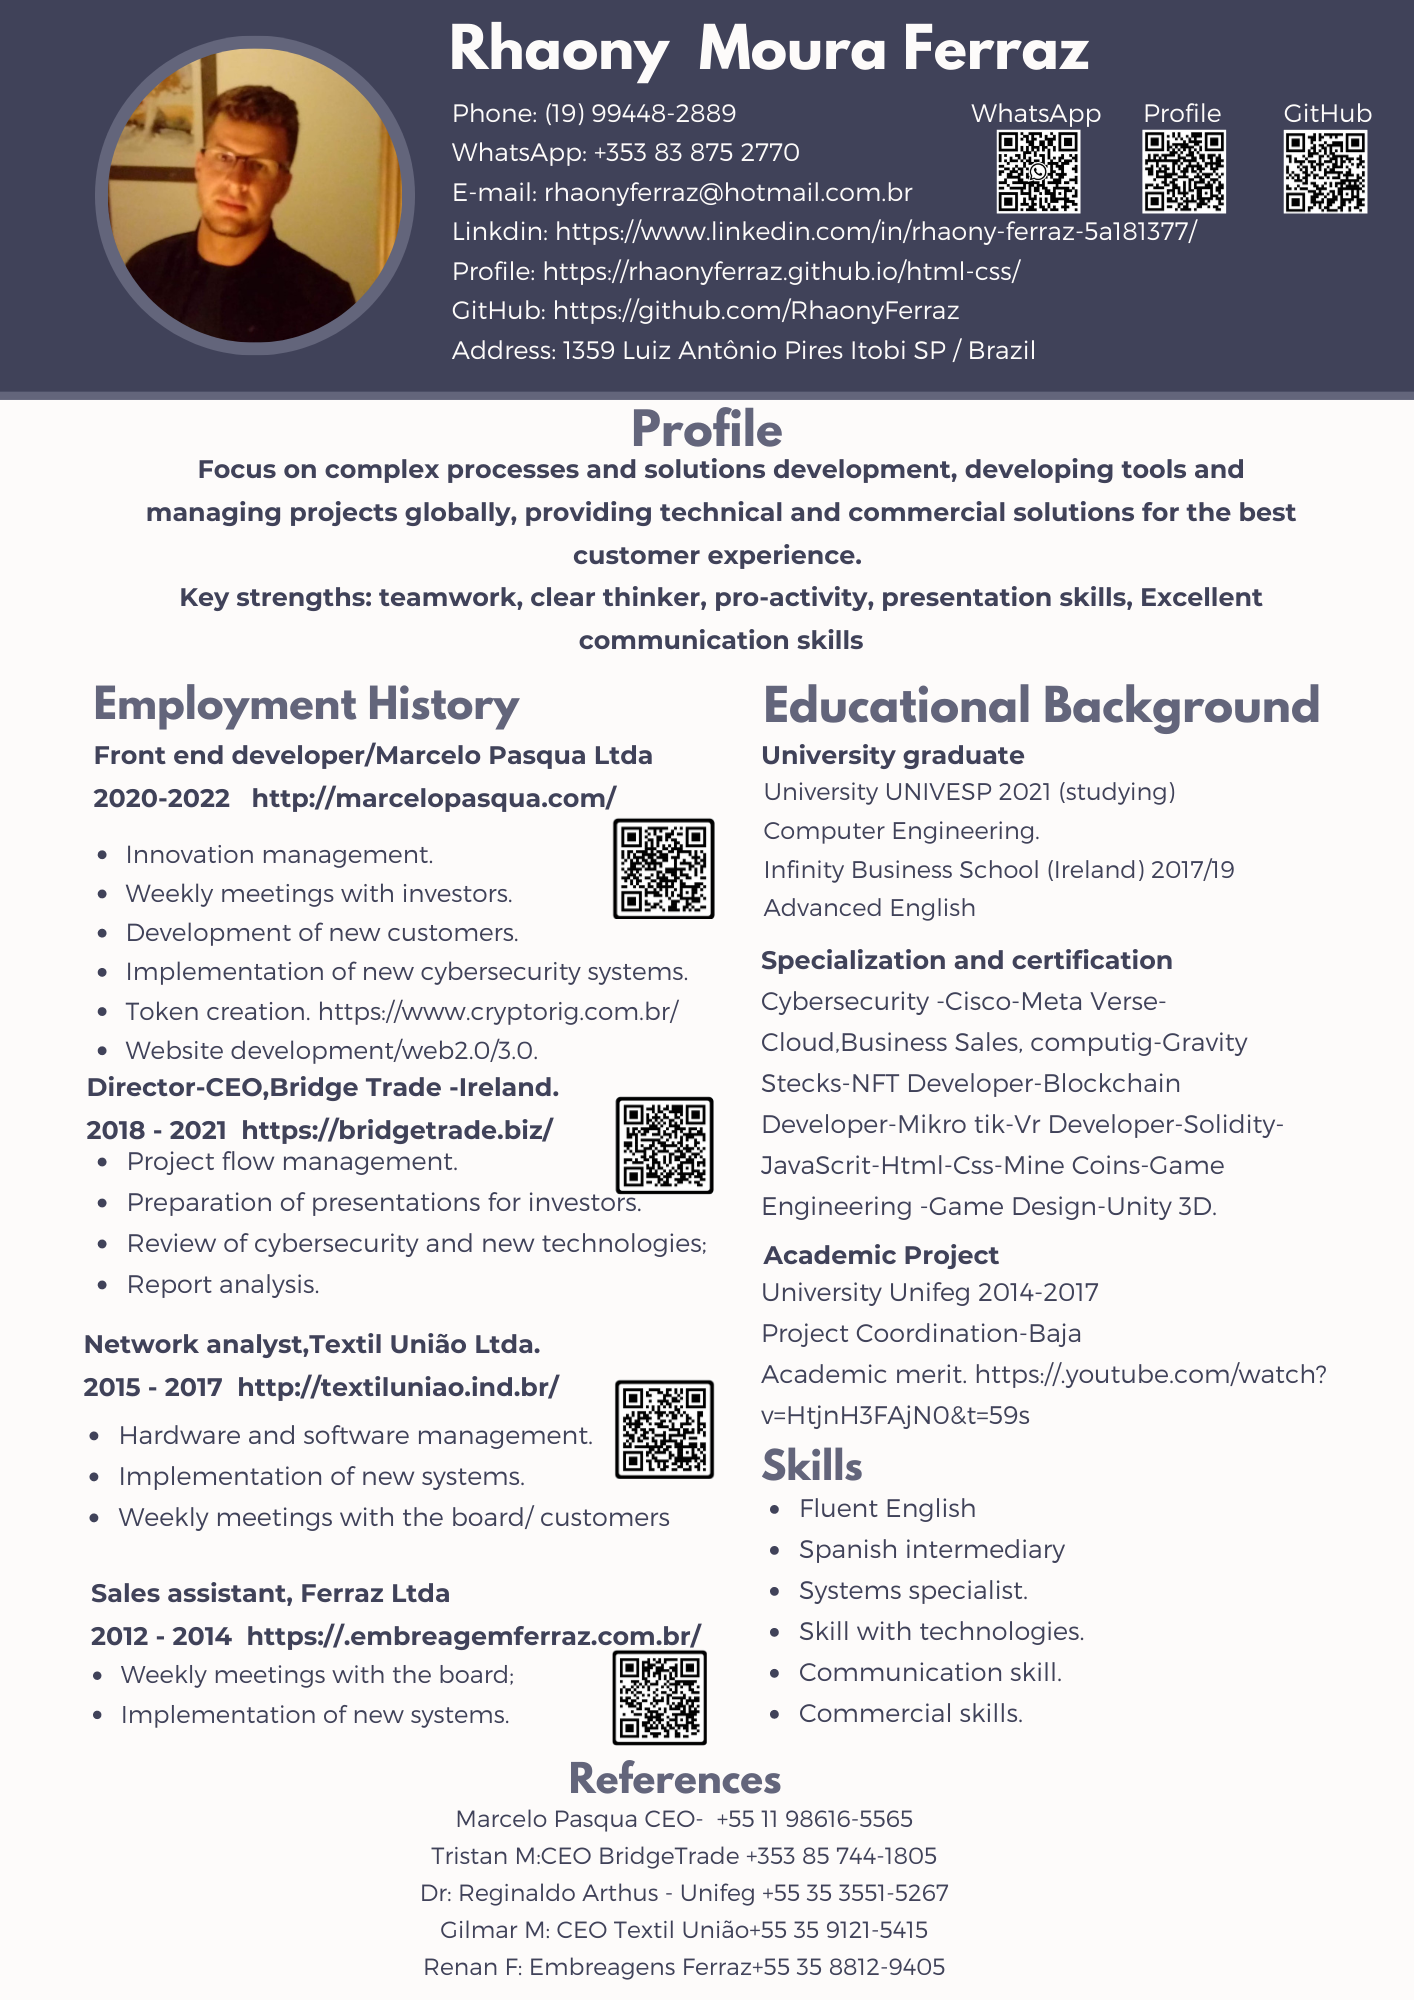 Rhaony Moura Ferraz
Phone: (19) 99448-2889
WhatsApp: +353 83 875 2770
E-mail: rhaonyferraz@hotmail.com.br
Linkdin: https://www.linkedin.com/in/rhaony-ferraz-5a181377/
Profile: https://rhaonyferraz.github.io/html-css/
GitHub: https://github.com/RhaonyFerraz
Address: 1359 Luiz Antônio Pires Itobi SP / Brazil
WhatsApp Profile GitHub
Profile
Focus on complex processes and solutions development, developing tools and
managing projects globally, providing technical and commercial solutions for the best
customer experience.
Key strengths: teamwork, clear thinker, pro-activity, presentation skills, Excellent
communication skills
Employment History
Front end developer/Marcelo Pasqua Ltda
2020-2022 http://marcelopasqua.com/
• Innovation management.
• Weekly meetings with investors.
• Development of new customers.
• Implementation of new cybersecurity systems.
• Token creation. https://www.cryptorig.com.br/
• Website development/web2.0/3.0.
Director-CEO,Bridge Trade -Ireland.
2018 - 2021 https://bridgetrade.biz/
• Project flow management.
• Preparation of presentations for investors.
• Review of cybersecurity and new technologies;
• Report analysis.
Network analyst,Textil União Ltda.
2015 - 2017 http://textiluniao.ind.br/
• Hardware and software management.
• Implementation of new systems.
• Weekly meetings with the board/ customers
Sales assistant, Ferraz Ltda
2012 - 2014 https://.embreagemferraz.com.br/
• Weekly meetings with the board;
• Implementation of new systems.
Educational Background
University graduate
University UNIVESP 2021 (studying)
Computer Engineering.
Infinity Business School (Ireland) 2017/19
Advanced English
Specialization and certification
Cybersecurity -Cisco-Meta Verse-
Cloud,Business Sales, computig-Gravity
Stecks-NFT Developer-Blockchain
Developer-Mikro tik-Vr Developer-Solidity-
JavaScrit-Html-Css-Mine Coins-Game
Engineering -Game Design-Unity 3D.
Academic Project
University Unifeg 2014-2017
Project Coordination-Baja
Academic merit. https://.youtube.com/watch?
v=HtjnH3FAjN0&t=59s
Skills
• Fluent English
• Spanish intermediary
• Systems specialist.
• Skill with technologies.
• Communication skill.
• Commercial skills.
References
Marcelo Pasqua CEO- +55 11 98616-5565
Tristan M:CEO BridgeTrade +353 85 744-1805
Dr: Reginaldo Arthus - Unifeg +55 35 3551-5267
Gilmar M: CEO Textil União+55 35 9121-5415
Renan F: Embreagens Ferraz+55 35 8812-9405